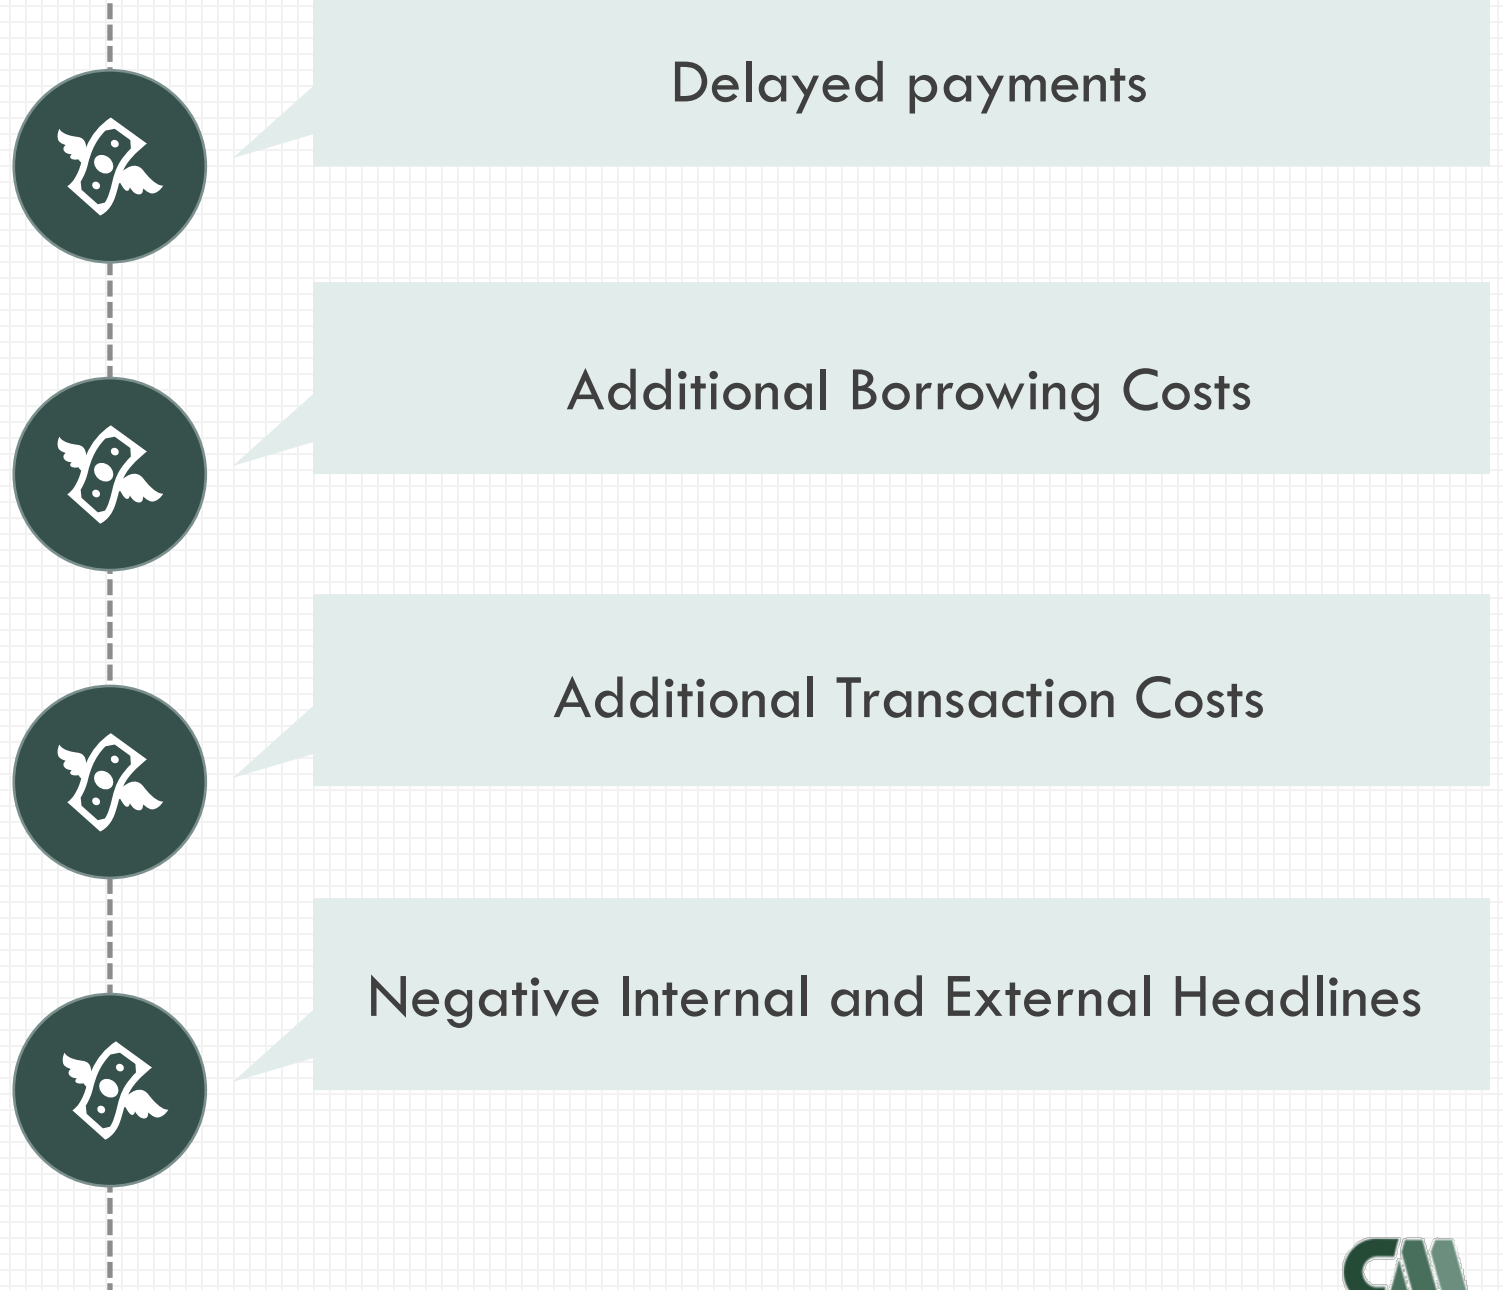 Delayed payments
Additional Borrowing Costs
Additional Transaction Costs
Negative Internal and External Headlines